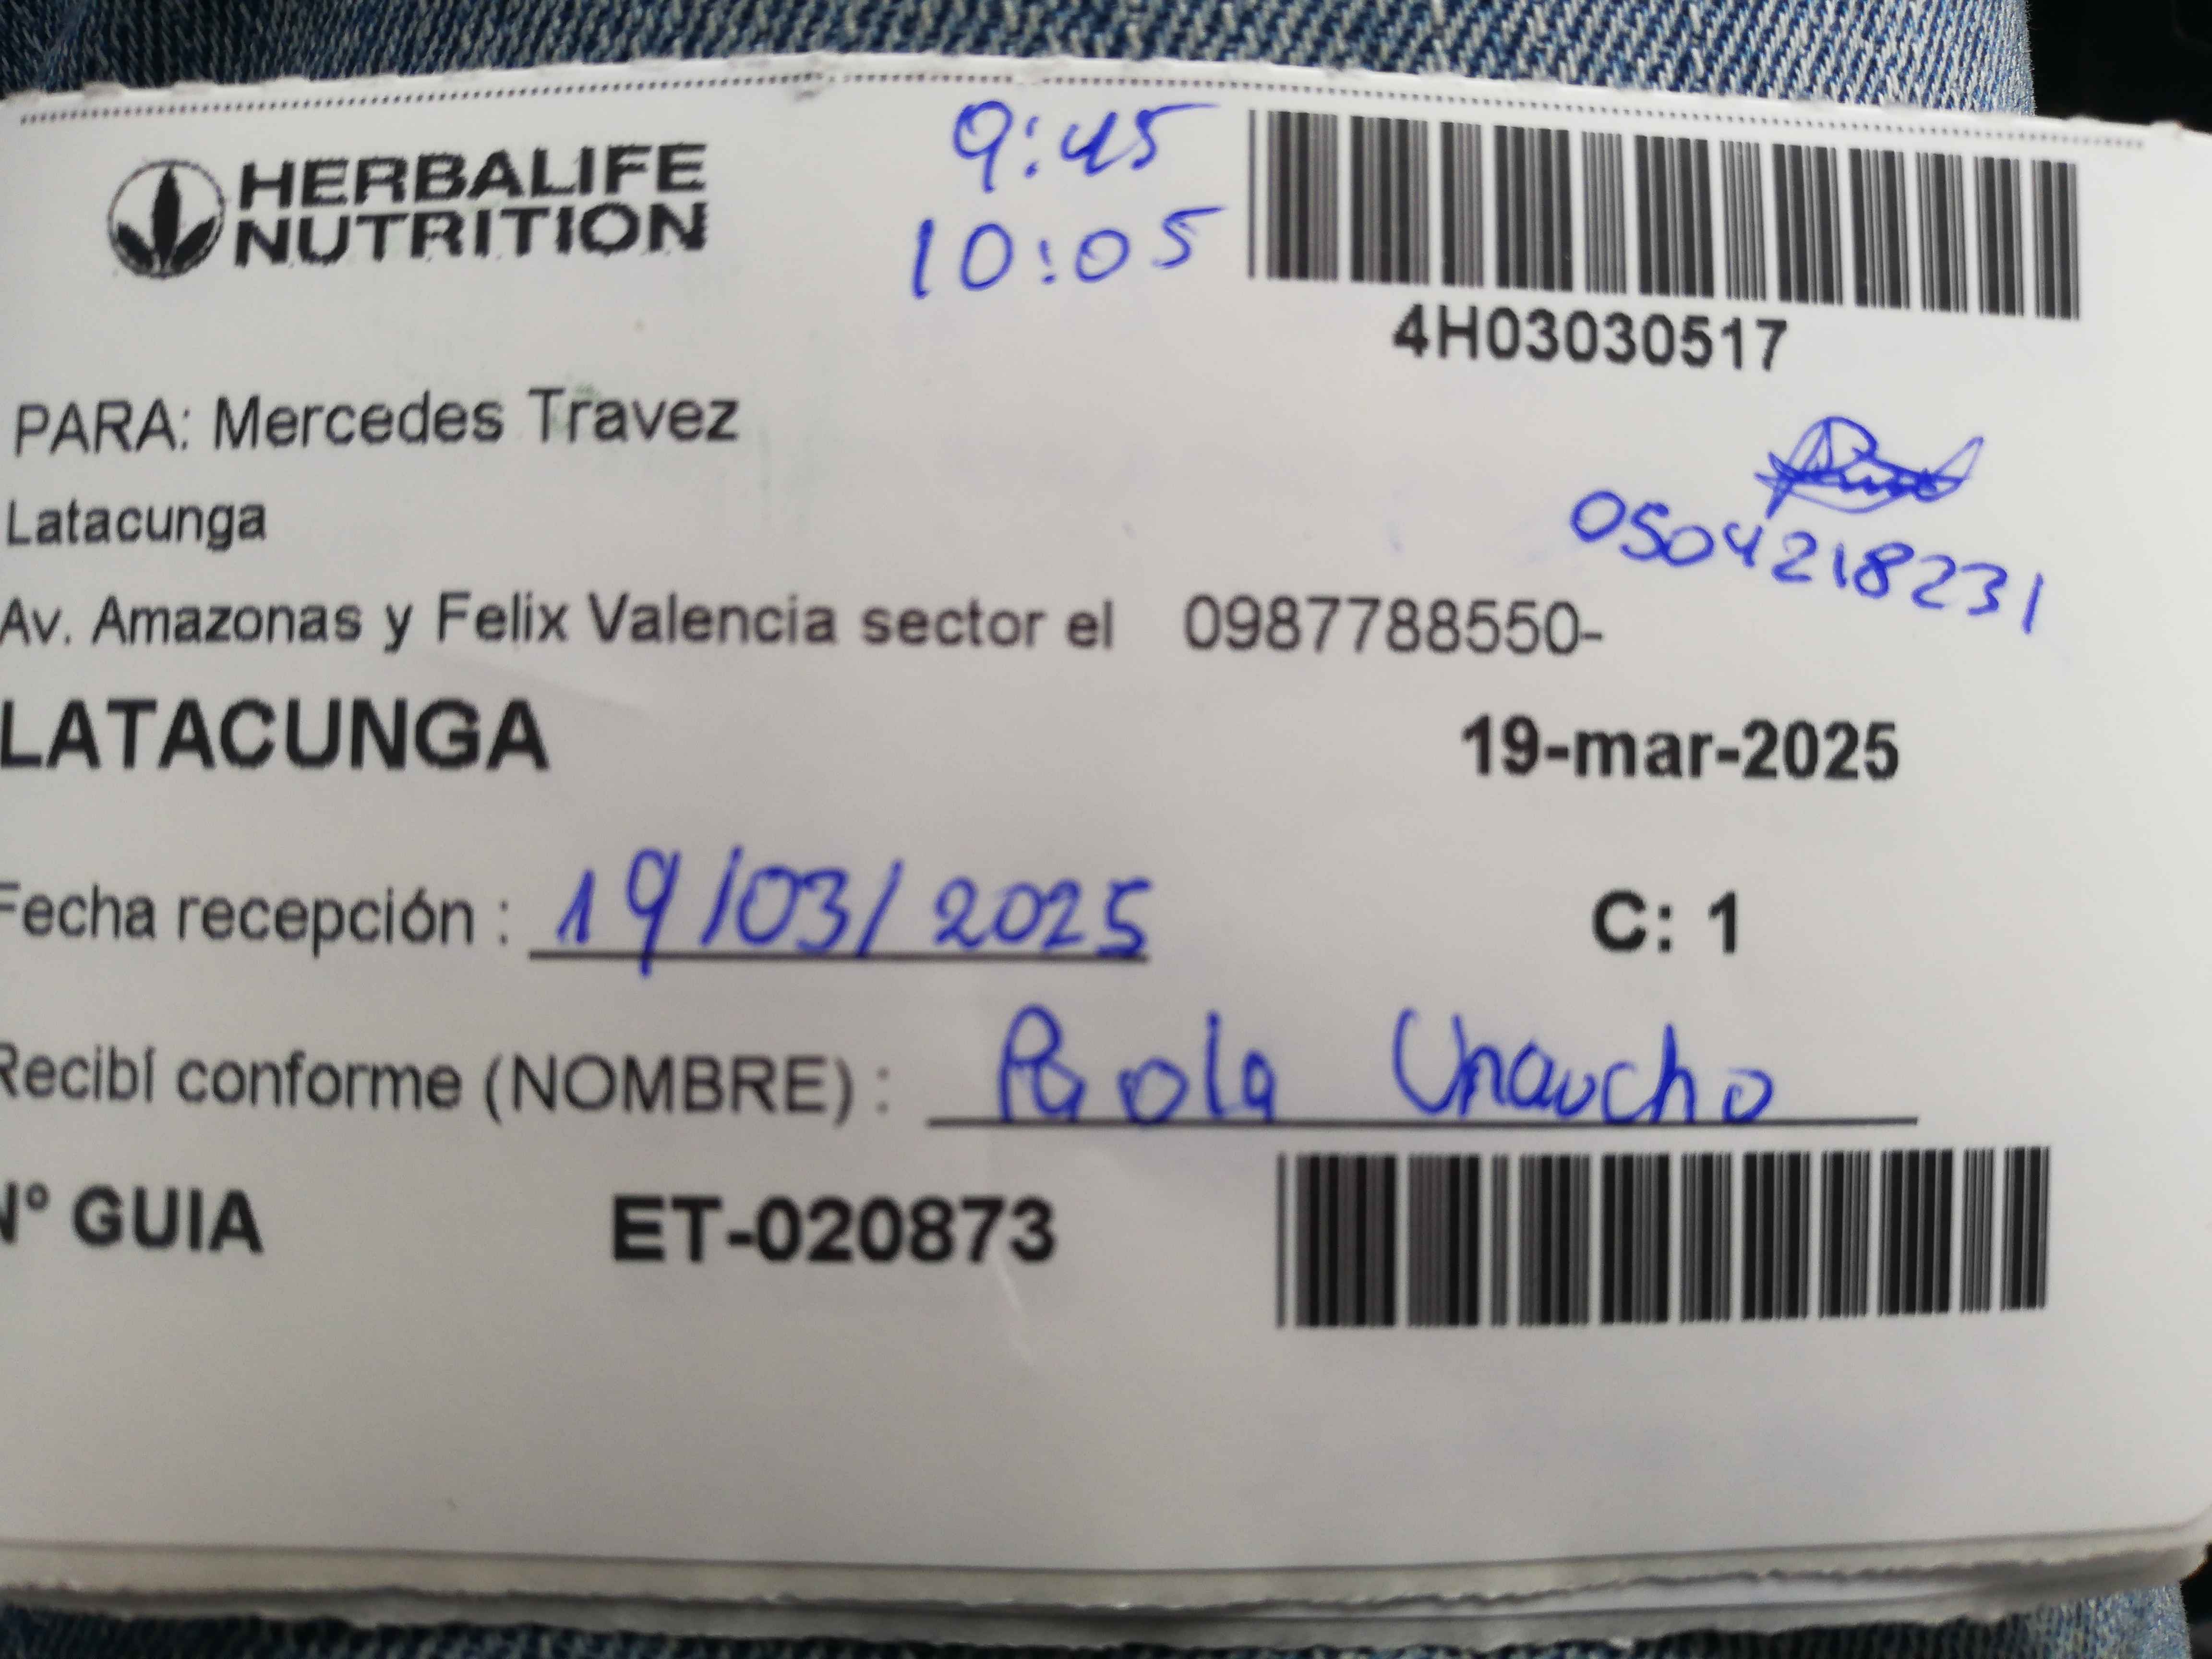 HERBALIFE
NUTRITION
9:45
10:05
4H03030517
PARA: Mercedes Travez
Latacunga
0504218231
Av. Amazonas y Felix Valencia sector el 0987788550-
LATACUNGA
19-mar-2025
Fecha recepción : 19/03/2025
C: 1
Recibí conforme (NOMBRE) : Paola Unaucho
N° GUIA ET-020873